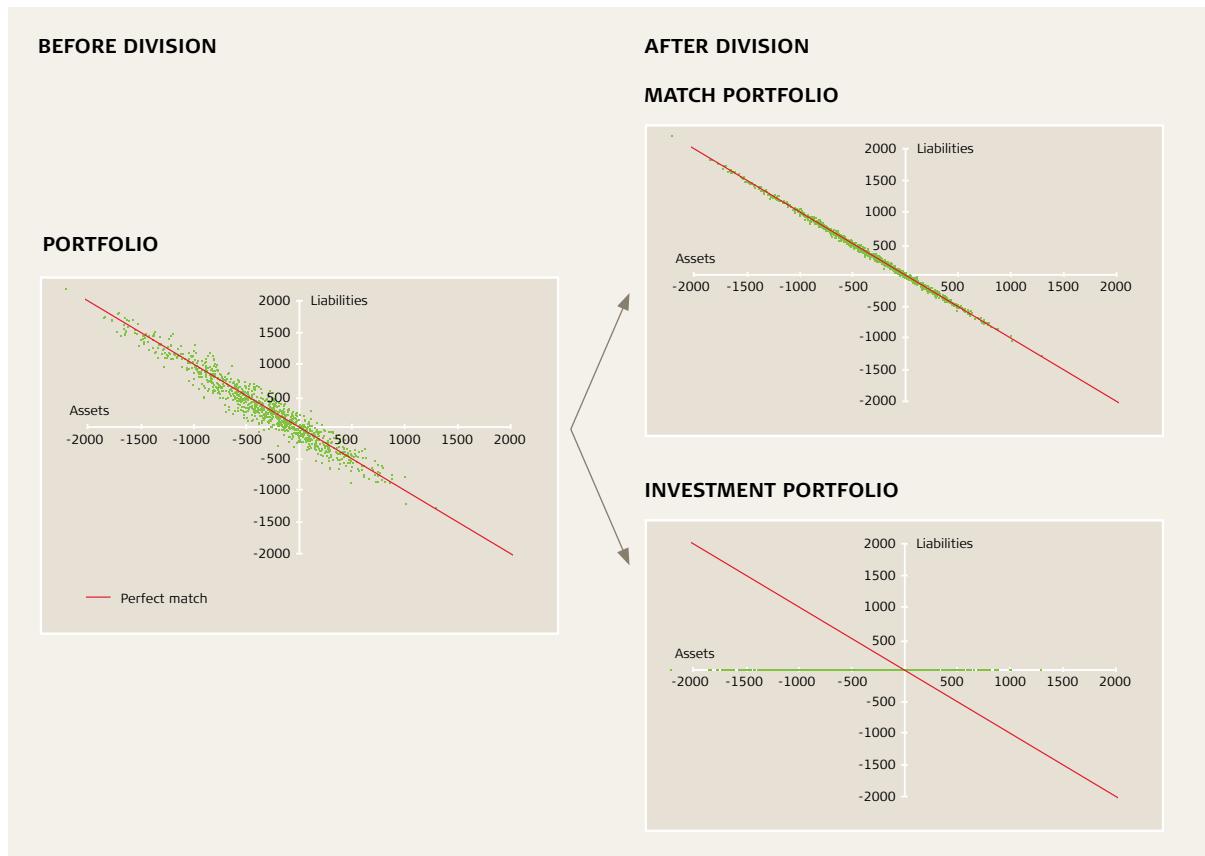 BEFORE DIVISION
PORTFOLIO
2000 Liabilities
1500
1000
500
Assets
-2000 -1500 -1000 -500 500 1000 1500 2000
-500
-1000
-1500
-2000
Perfect match
AFTER DIVISION
MATCH PORTFOLIO
2000 Liabilities
1500
1000
500
Assets
-2000 -1500 -1000 -500 500 1000 1500 2000
-500
-1000
-1500
-2000
INVESTMENT PORTFOLIO
2000 Liabilities
1500
1000
500
Assets
-2000 -1500 -1000 -500 500 1000 1500 2000
-500
-1000
-1500
-2000